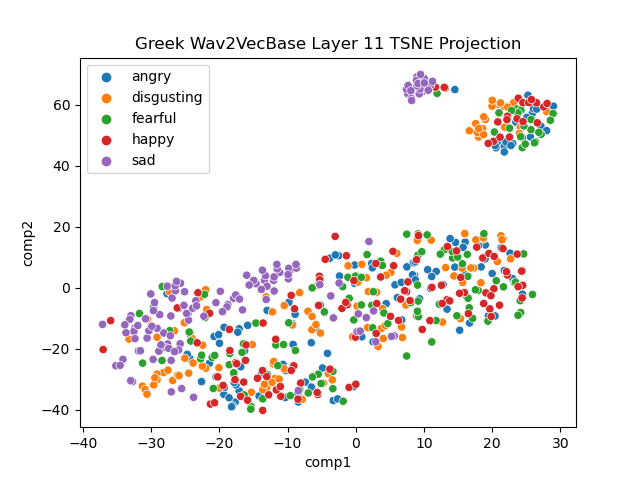 Greek Wav2VecBase Layer 11 TSNE Projection
angry
disgusting
fearful
happy
sad
60
40
20
0
−20
−40
comp2
−40 −30 −20 −10 0 10 20 30
comp1